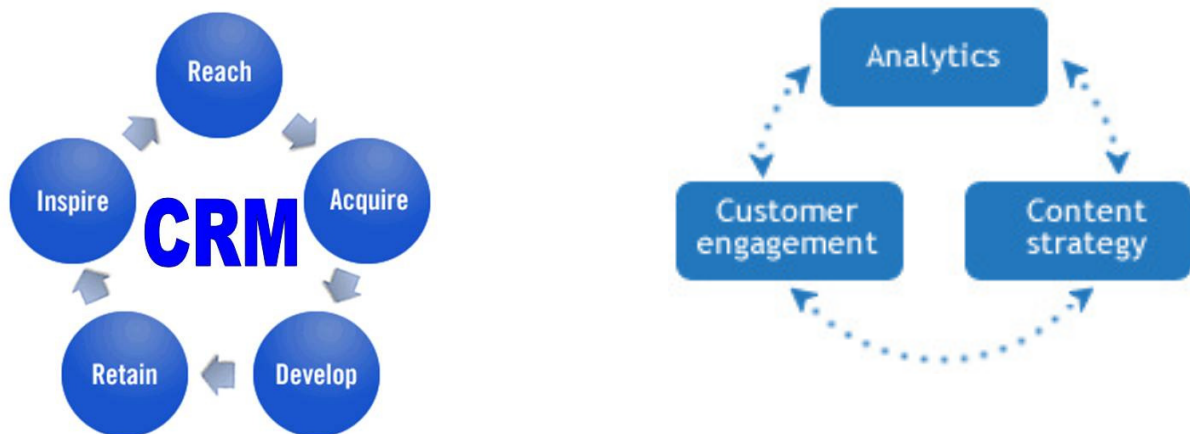 Reach
Acquire
Develop
Retain
Inspire
CRM
Analytics
Customer
engagement
Content
strategy